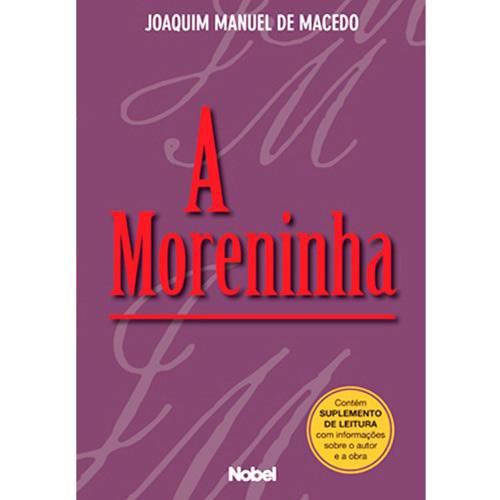 JOAQUIM MANUEL DE MACEDO
A
Moreninha
Contém
SUPLEMENTO
DE LEITURA
com informações
sobre o autor
e a obra
Nobel